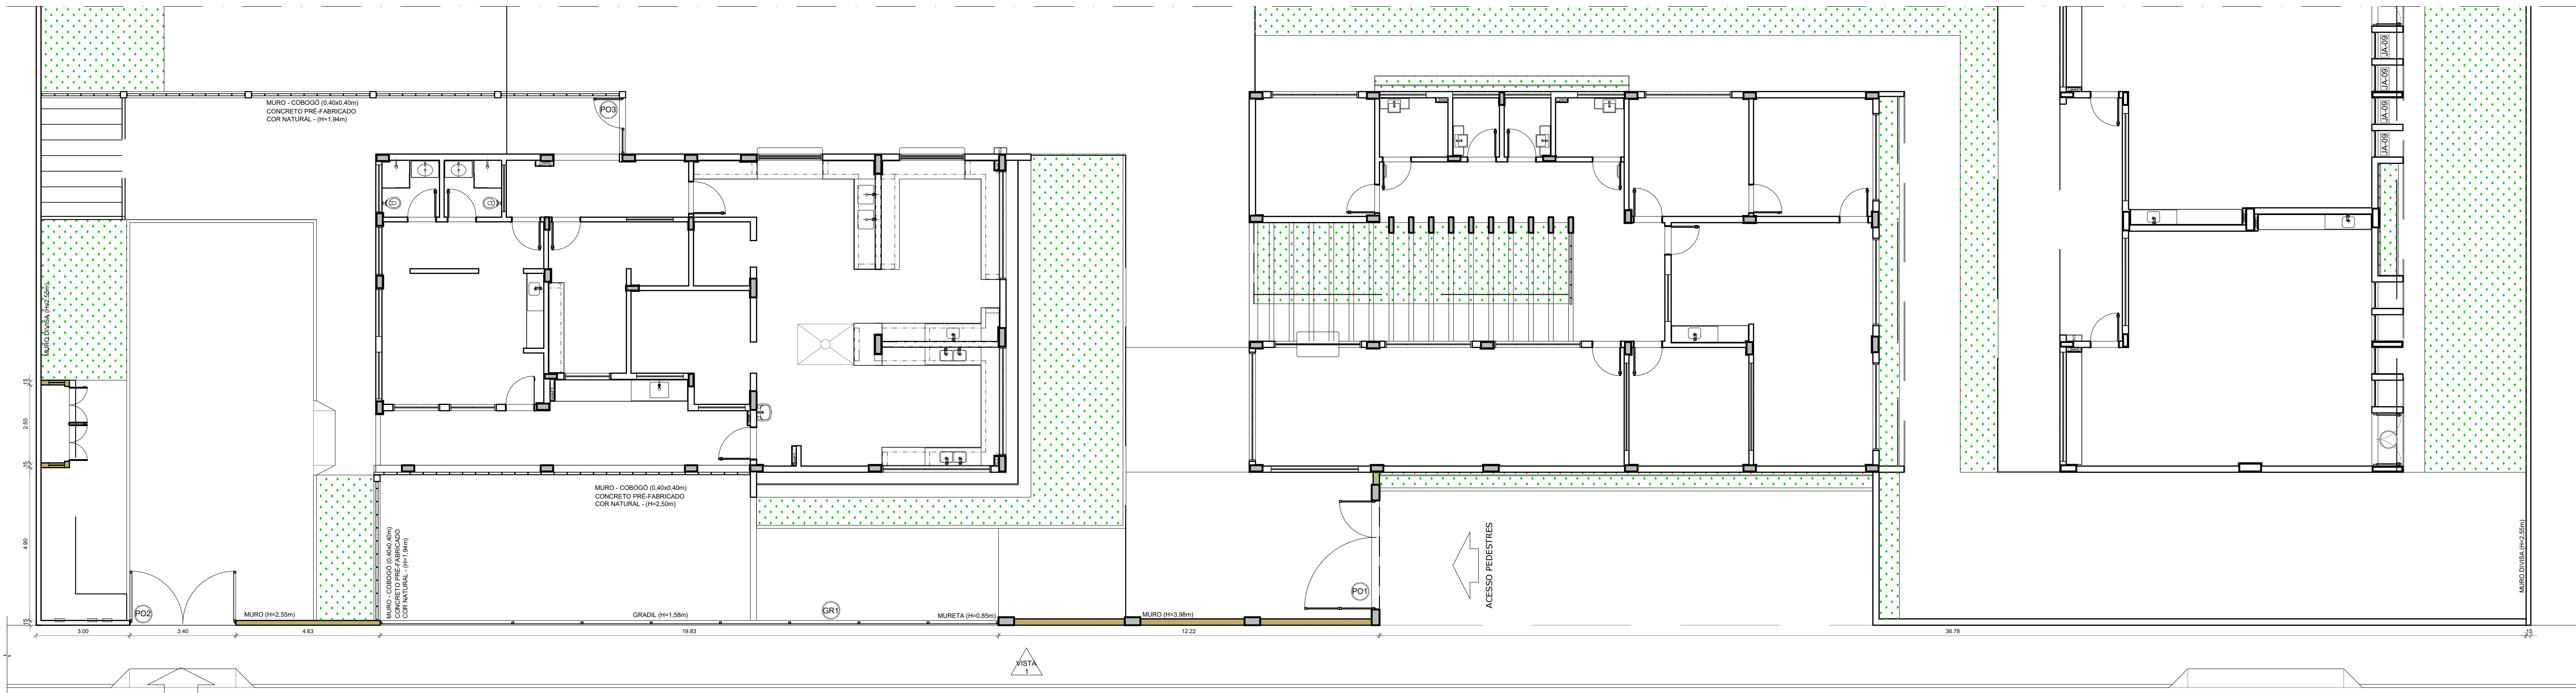 MURO - COBOGÓ (0,40x0,40m)
CONCRETO PRÉ-FABRICADO
COR NATURAL - (H=1,94m)
PO3
JA-09
JA-09
JA-09
JA-09
MURO DIVISA (H=2,55m)
15
2.50
15
4.90
15
MURO - COBOGÓ (0,40x0,40m)
CONCRETO PRÉ-FABRICADO
COR NATURAL - (H=2,50m)
MURO - COBOGÓ (0,40x0,40m)
CONCRETO PRÉ-FABRICADO
COR NATURAL - (H=1,94m)
ACESSO PEDESTRES
MURO DIVISA (H=2,55m)
PO2
MURO (H=2,55m)
GRADIL (H=1,58m)
GR1
MURETA (H=0,85m)
MURO (H=3,98m)
PO1
3.00
3.40
4.63
19.83
12.22
36.78
15
VISTA
1